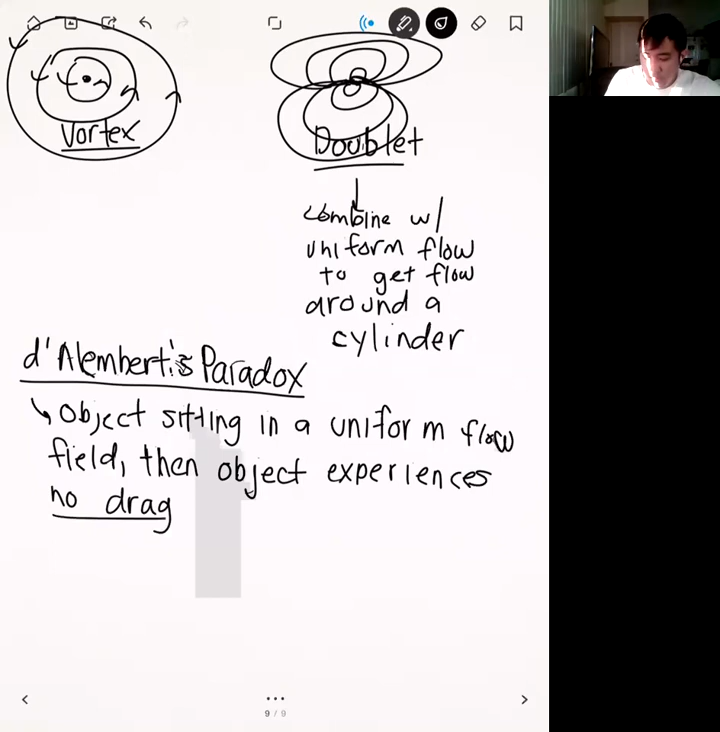 Vortex
Doublet
combine w/
uniform flow
to get flow
around a
cylinder
d'Alembert's Paradox
object sitting in a uniform flow
field, then object experiences
no drag
9 / 9